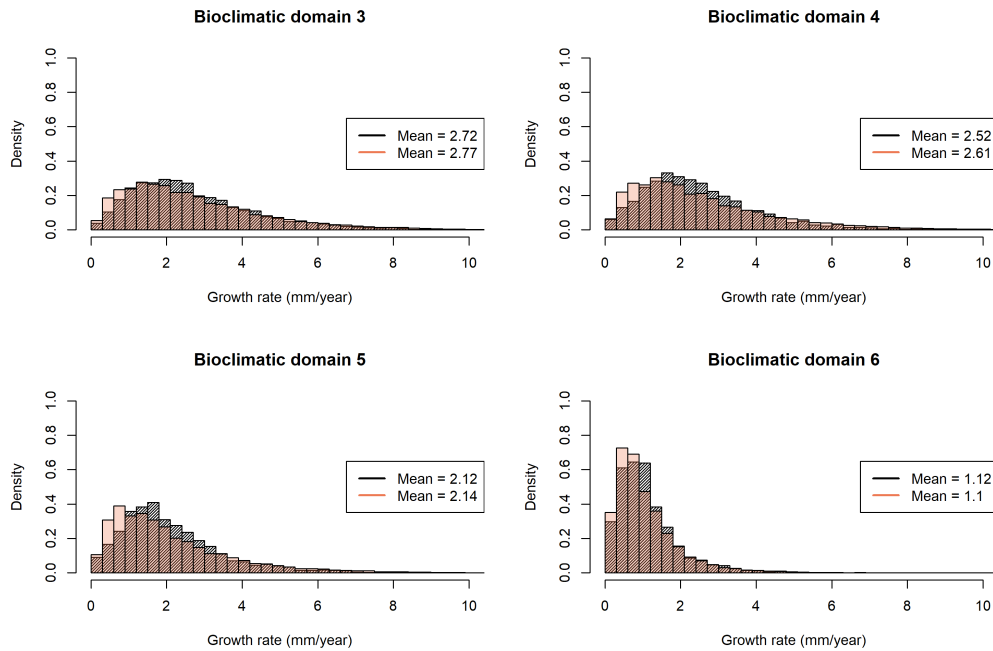 Bioclimatic domain 3
1.0
0.8
0.6
0.4
0.2
0.0
Density
Mean = 2.72
Mean = 2.77
0 2 4 6 8 10
Growth rate (mm/year)
Bioclimatic domain 4
1.0
0.8
0.6
0.4
0.2
0.0
Density
Mean = 2.52
Mean = 2.61
0 2 4 6 8 10
Growth rate (mm/year)
Bioclimatic domain 5
1.0
0.8
0.6
0.4
0.2
0.0
Density
Mean = 2.12
Mean = 2.14
0 2 4 6 8 10
Growth rate (mm/year)
Bioclimatic domain 6
1.0
0.8
0.6
0.4
0.2
0.0
Density
Mean = 1.12
Mean = 1.1
0 2 4 6 8 10
Growth rate (mm/year)